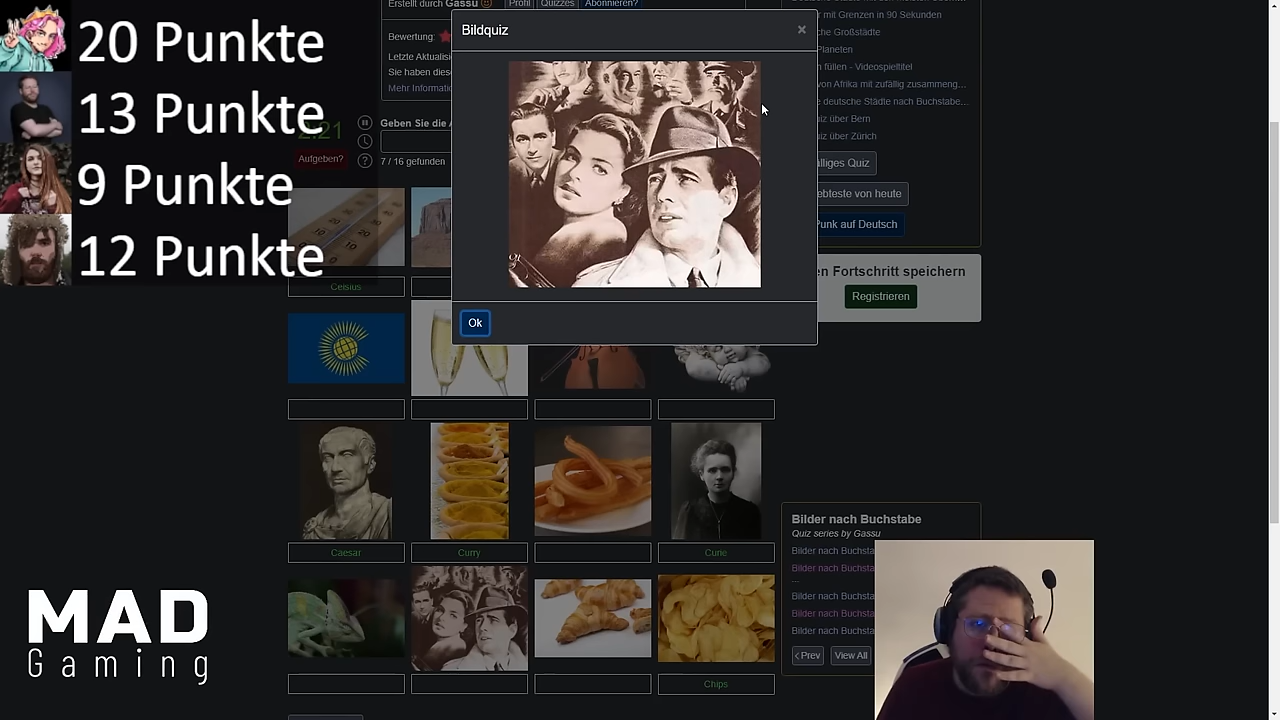 20 Punkte
13 Punkte
9 Punkte
12 Punkte
Erstellt durch Gassu
Profil
Quizzes
Abonnieren?
Bewertung:
Letzte Aktualis
Sie haben dies
Mehr Informati
2:21
Geben Sie die A
Aufgeben?
7 / 16 gefunden
Bildquiz
×
Ok
r mit Grenzen in 90 Sekunden
che Großstädte
Planeten
n füllen - Videospieltitel
von Afrika mit zufällig zusammeng...
e deutsche Städte nach Buchstabe...
iz über Bern
iz über Zürich
lliges Quiz
ebteste von heute
Punk auf Deutsch
en Fortschritt speichern
Registrieren
Celsius
Caesar
Curry
Curie
Chips
Bilder nach Buchstabe
Quiz series by Gassu
Bilder nach Buchsta
Bilder nach Buchsta
...
Bilder nach Buchsta
Bilder nach Buchsta
Bilder nach Buchsta
< Prev
View All
MAD
Gaming